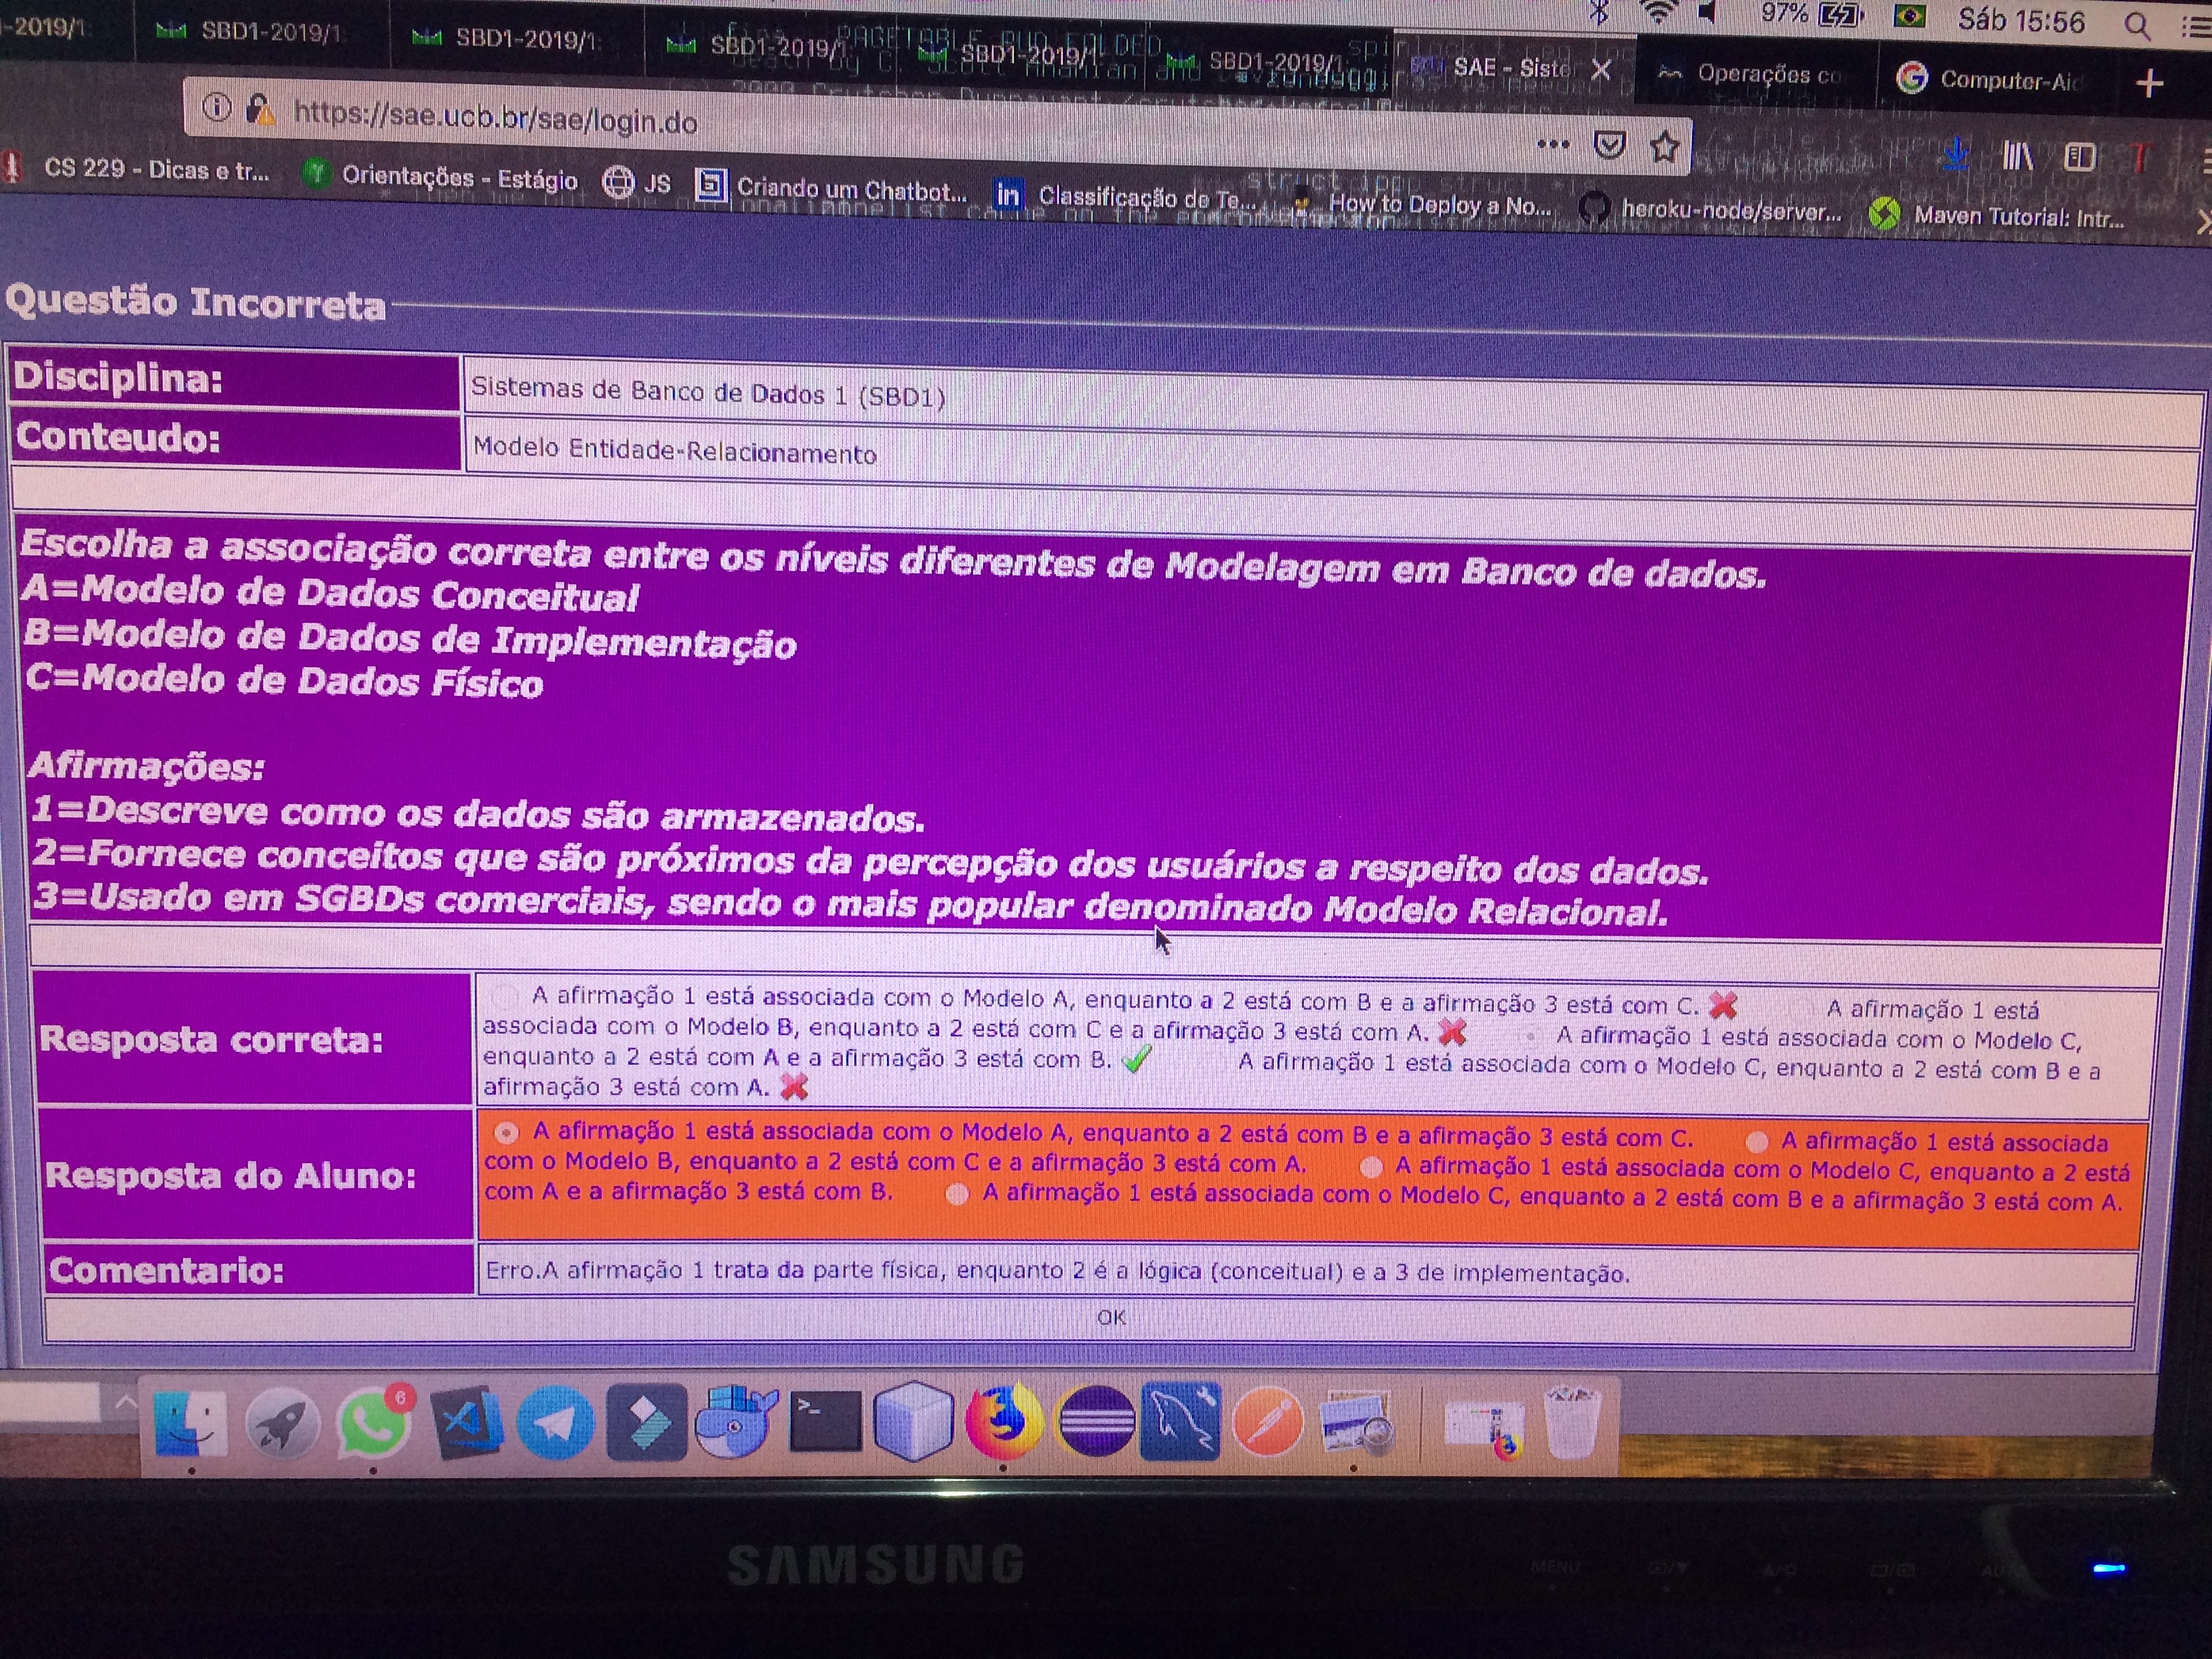 -2019/1
SBD1-2019/1
SBD1-2019/1
SBD1-2019/1
SBD1-2019/1
SBD1-2019/1
SAE - Siste
Operações co
Computer-Aid
97%
Sáb 15:56
https://sae.ucb.br/sae/login.do
CS 229 - Dicas e tr...
Orientações - Estágio
JS
Criando um Chatbot...
in
Classificação de Te...
How to Deploy a No...
heroku-node/server...
Maven Tutorial: Intr...
Questão Incorreta
Disciplina:
Sistemas de Banco de Dados 1 (SBD1)
Conteudo:
Modelo Entidade-Relacionamento
Escolha a associação correta entre os níveis diferentes de Modelagem em Banco de dados.
A=Modelo de Dados Conceitual
B=Modelo de Dados de Implementação
C=Modelo de Dados Físico
Afirmações:
1=Descreve como os dados são armazenados.
2=Fornece conceitos que são próximos da percepção dos usuários a respeito dos dados.
3=Usado em SGBDs comerciais, sendo o mais popular denominado Modelo Relacional.
Resposta correta:
A afirmação 1 está associada com o Modelo A, enquanto a 2 está com B e a afirmação 3 está com C. A afirmação 1 está
associada com o Modelo B, enquanto a 2 está com C e a afirmação 3 está com A. A afirmação 1 está associada com o Modelo C,
enquanto a 2 está com A e a afirmação 3 está com B. A afirmação 1 está associada com o Modelo C, enquanto a 2 está com B e a
afirmação 3 está com A.
Resposta do Aluno:
A afirmação 1 está associada com o Modelo A, enquanto a 2 está com B e a afirmação 3 está com C. A afirmação 1 está associada
com o Modelo B, enquanto a 2 está com C e a afirmação 3 está com A. A afirmação 1 está associada com o Modelo C, enquanto a 2 está
com A e a afirmação 3 está com B. A afirmação 1 está associada com o Modelo C, enquanto a 2 está com B e a afirmação 3 está com A.
Comentario:
Erro.A afirmação 1 trata da parte física, enquanto 2 é a lógica (conceitual) e a 3 de implementação.
OK
6
SAMSUNG
MENU